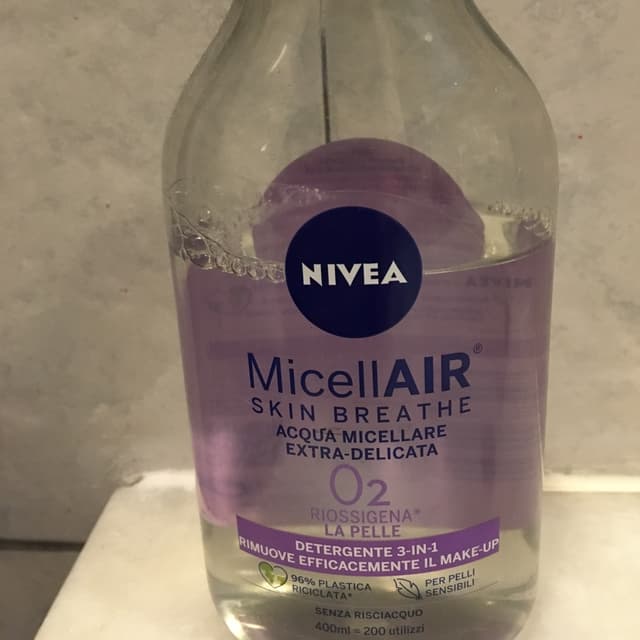 NIVEA
MicellAIR®
SKIN BREATHE
ACQUA MICELLARE
EXTRA-DELICATA
O2
RIOSSIGENA*
LA PELLE
DETERGENTE 3-IN-1
RIMUOVE EFFICACEMENTE IL MAKE-UP
96% PLASTICA
RICICLATA*
PER PELLI
SENSIBILI
SENZA RISCIACQUO
400ml = 200 utilizzi